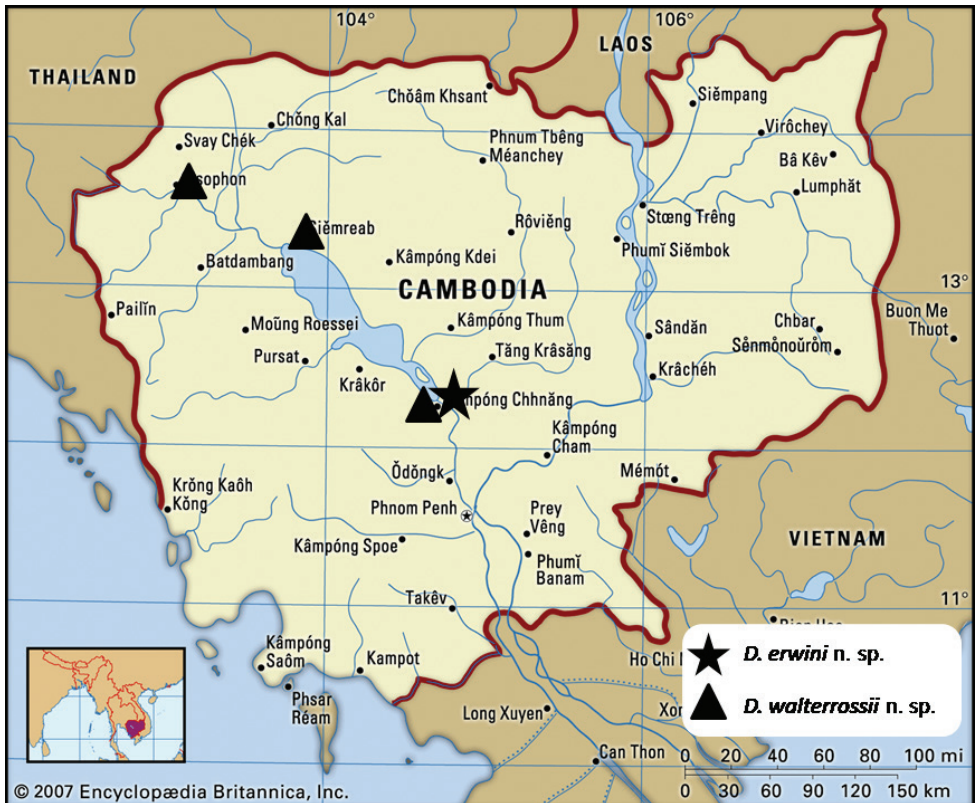 104°
106°
LAOS
THAILAND
Chŏâm Khsant
Siĕmpang
Chŏng Kal
Virôchey
Svay Chék
Phnum Tbêng
Méanchey
Bâ Kêv
Lumphăt
Stœng Trêng
Siĕmreab
Rôviĕng
Phumĭ Siĕmbok
Batdambang
Kâmpóng Kdei
CAMBODIA
13°
Pailĭn
Buon Me
Thuot
Moŭng Roessei
Kâmpóng Thum
Sândăn
Chbar
Sênmônoŭrôm
Pursat
Tăng Krâsăng
Krâkôr
Krâchéh
Kâmpóng
Cham
Mémót
Krŏng Kaôh
Kŏng
Ŏdŏngk
Phnom Penh
Prey
Vêng
Kâmpóng Spoe
Phumĭ
Banam
VIETNAM
Takêv
11°
Kâmpóng
Saôm
Kampot
Ho Chi
D. erwini n. sp.
Phsar
Réam
Long Xuyen
D. walterrossii n. sp.
Can Thon
0 20 40 60 80 100 mi
0 30 60 90 120 150 km
© 2007 Encyclopædia Britannica, Inc.